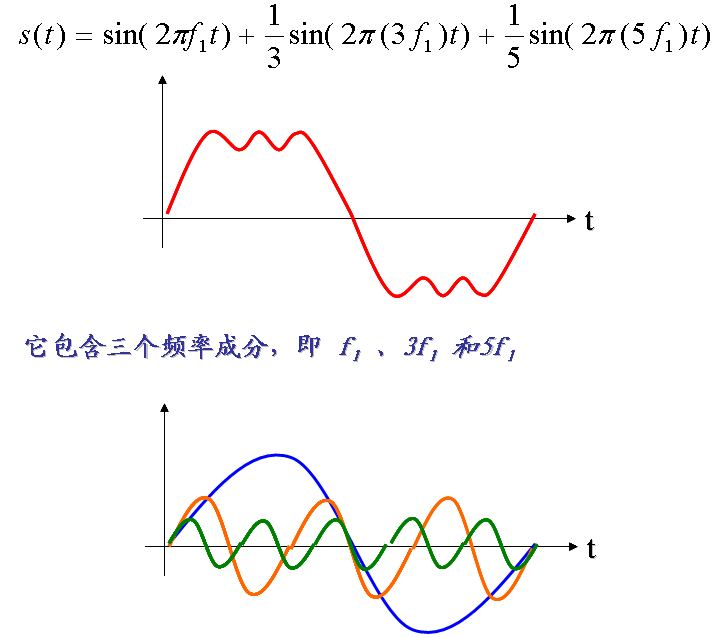 s(t) = sin( 2πf₁t) + 1/3 sin( 2π(3f₁)t) + 1/5 sin( 2π(5f₁)t)
t
它包含三个频率成分，即 f₁ 、3f₁ 和5f₁
t